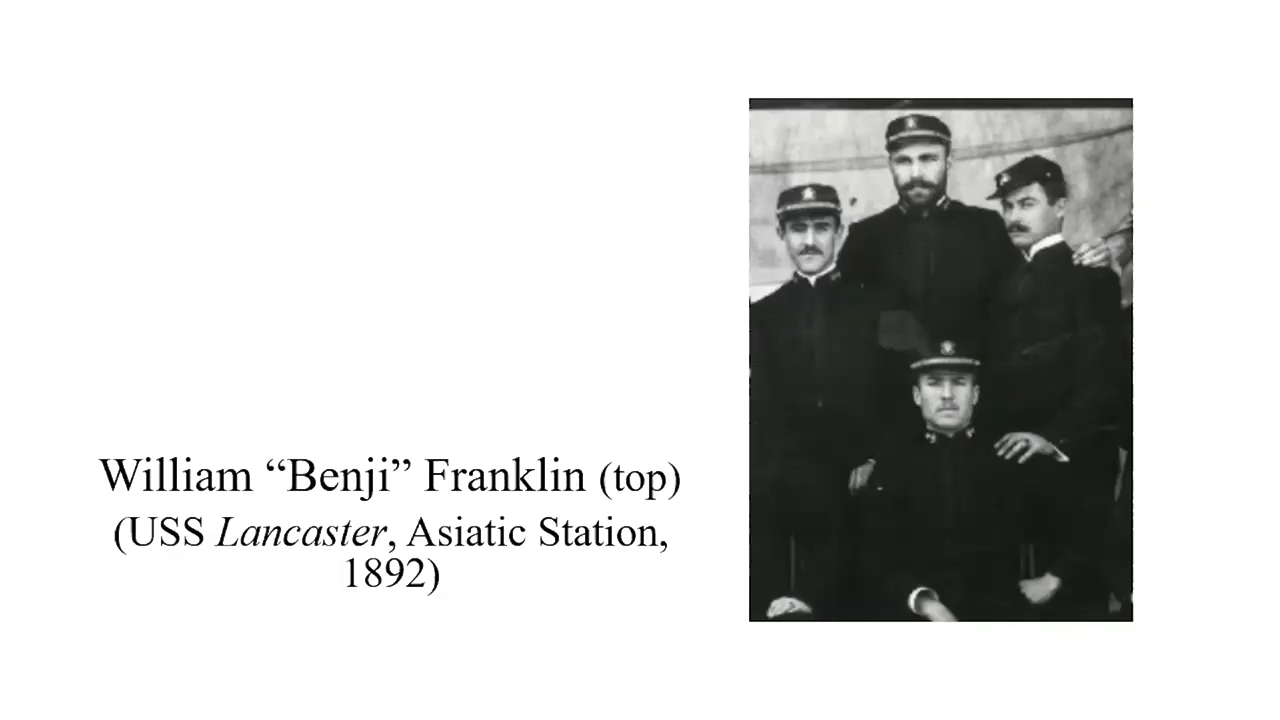 William “Benji” Franklin (top)
(USS Lancaster, Asiatic Station,
1892)